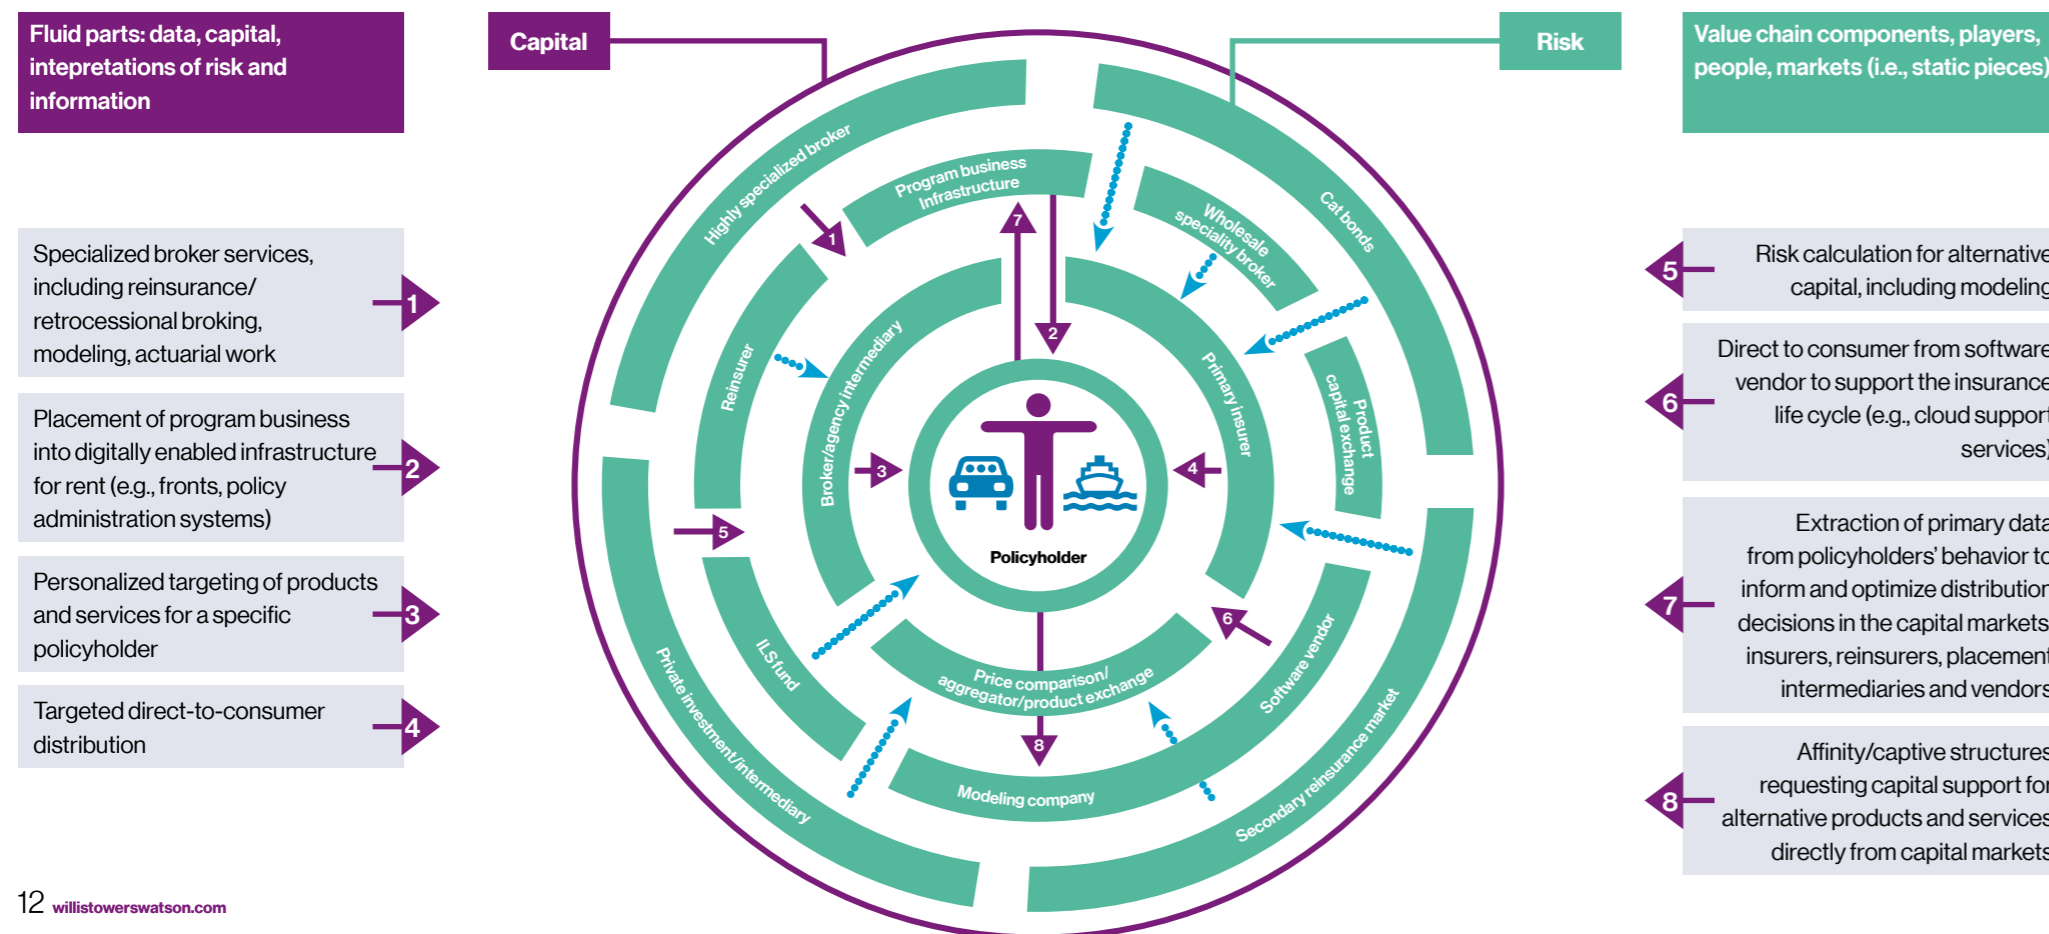 Fluid parts: data, capital,
intepretations of risk and
information
Capital
Risk
Value chain components, players,
people, markets (i.e., static pieces)
Specialized broker services,
including reinsurance/
retrocessional broking,
modeling, actuarial work
1
Placement of program business
into digitally enabled infrastructure
for rent (e.g., fronts, policy
administration systems)
2
Personalized targeting of products
and services for a specific
policyholder
3
Targeted direct-to-consumer
distribution
4
Highly specialized broker
Cat bonds
Program business
Infrastructure
Wholesale
speciality broker
1
7
2
Reinsurer
Broker/agency intermediary
Primary insurer
Product
capital exchange
3
4
Policyholder
5
6
ILS fund
Price comparison/
aggregator/product exchange
Software vendor
8
Private investment/intermediary
Modeling company
Secondary reinsurance market
5
Risk calculation for alternative
capital, including modeling
6
Direct to consumer from software
vendor to support the insurance
life cycle (e.g., cloud support
services)
7
Extraction of primary data
from policyholders’ behavior to
inform and optimize distribution
decisions in the capital markets
insurers, reinsurers, placement
intermediaries and vendors
8
Affinity/captive structures
requesting capital support for
alternative products and services
directly from capital markets
12 willistowerswatson.com